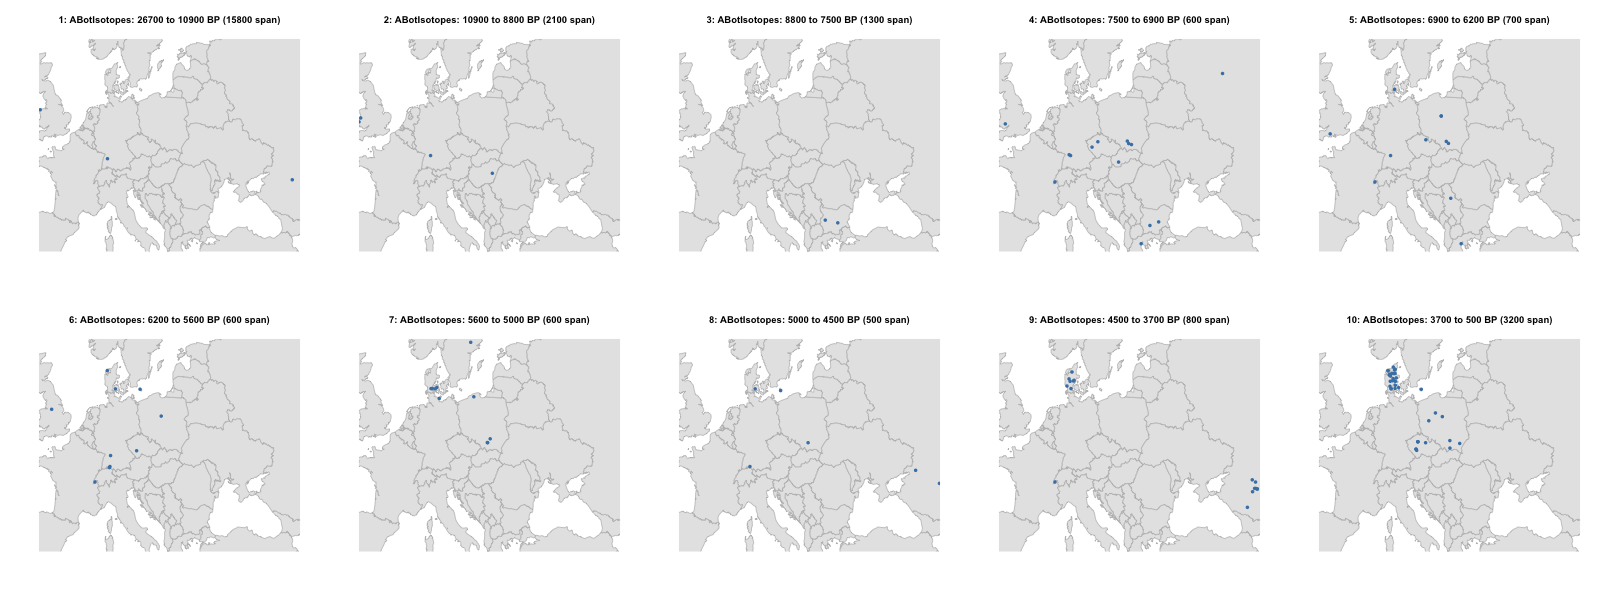 1: ABotIsotopes: 26700 to 10900 BP (15800 span)
2: ABotIsotopes: 10900 to 8800 BP (2100 span)
3: ABotIsotopes: 8800 to 7500 BP (1300 span)
4: ABotIsotopes: 7500 to 6900 BP (600 span)
5: ABotIsotopes: 6900 to 6200 BP (700 span)
6: ABotIsotopes: 6200 to 5600 BP (600 span)
7: ABotIsotopes: 5600 to 5000 BP (600 span)
8: ABotIsotopes: 5000 to 4500 BP (500 span)
9: ABotIsotopes: 4500 to 3700 BP (800 span)
10: ABotIsotopes: 3700 to 500 BP (3200 span)